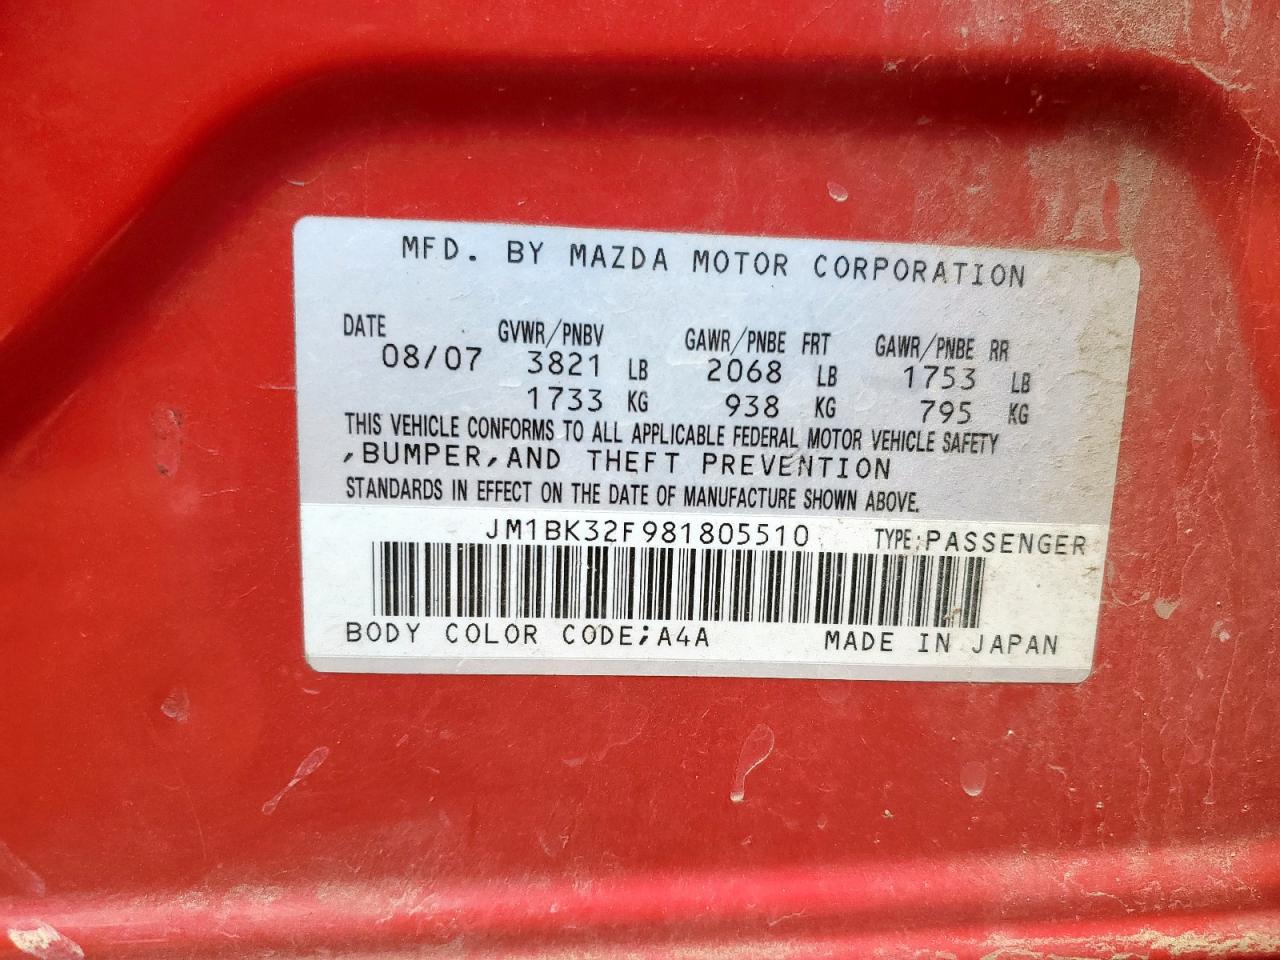 MFD. BY MAZDA MOTOR CORPORATION
DATE GVWR/PNBV GAWR/PNBE FRT GAWR/PNBE RR
08/07 3821 LB 2068 LB 1753 LB
1733 KG 938 KG 795 KG
THIS VEHICLE CONFORMS TO ALL APPLICABLE FEDERAL MOTOR VEHICLE SAFETY
,BUMPER,AND THEFT PREVENTION
STANDARDS IN EFFECT ON THE DATE OF MANUFACTURE SHOWN ABOVE.
JM1BK32F981805510 TYPE:PASSENGER
BODY COLOR CODE;A4A MADE IN JAPAN